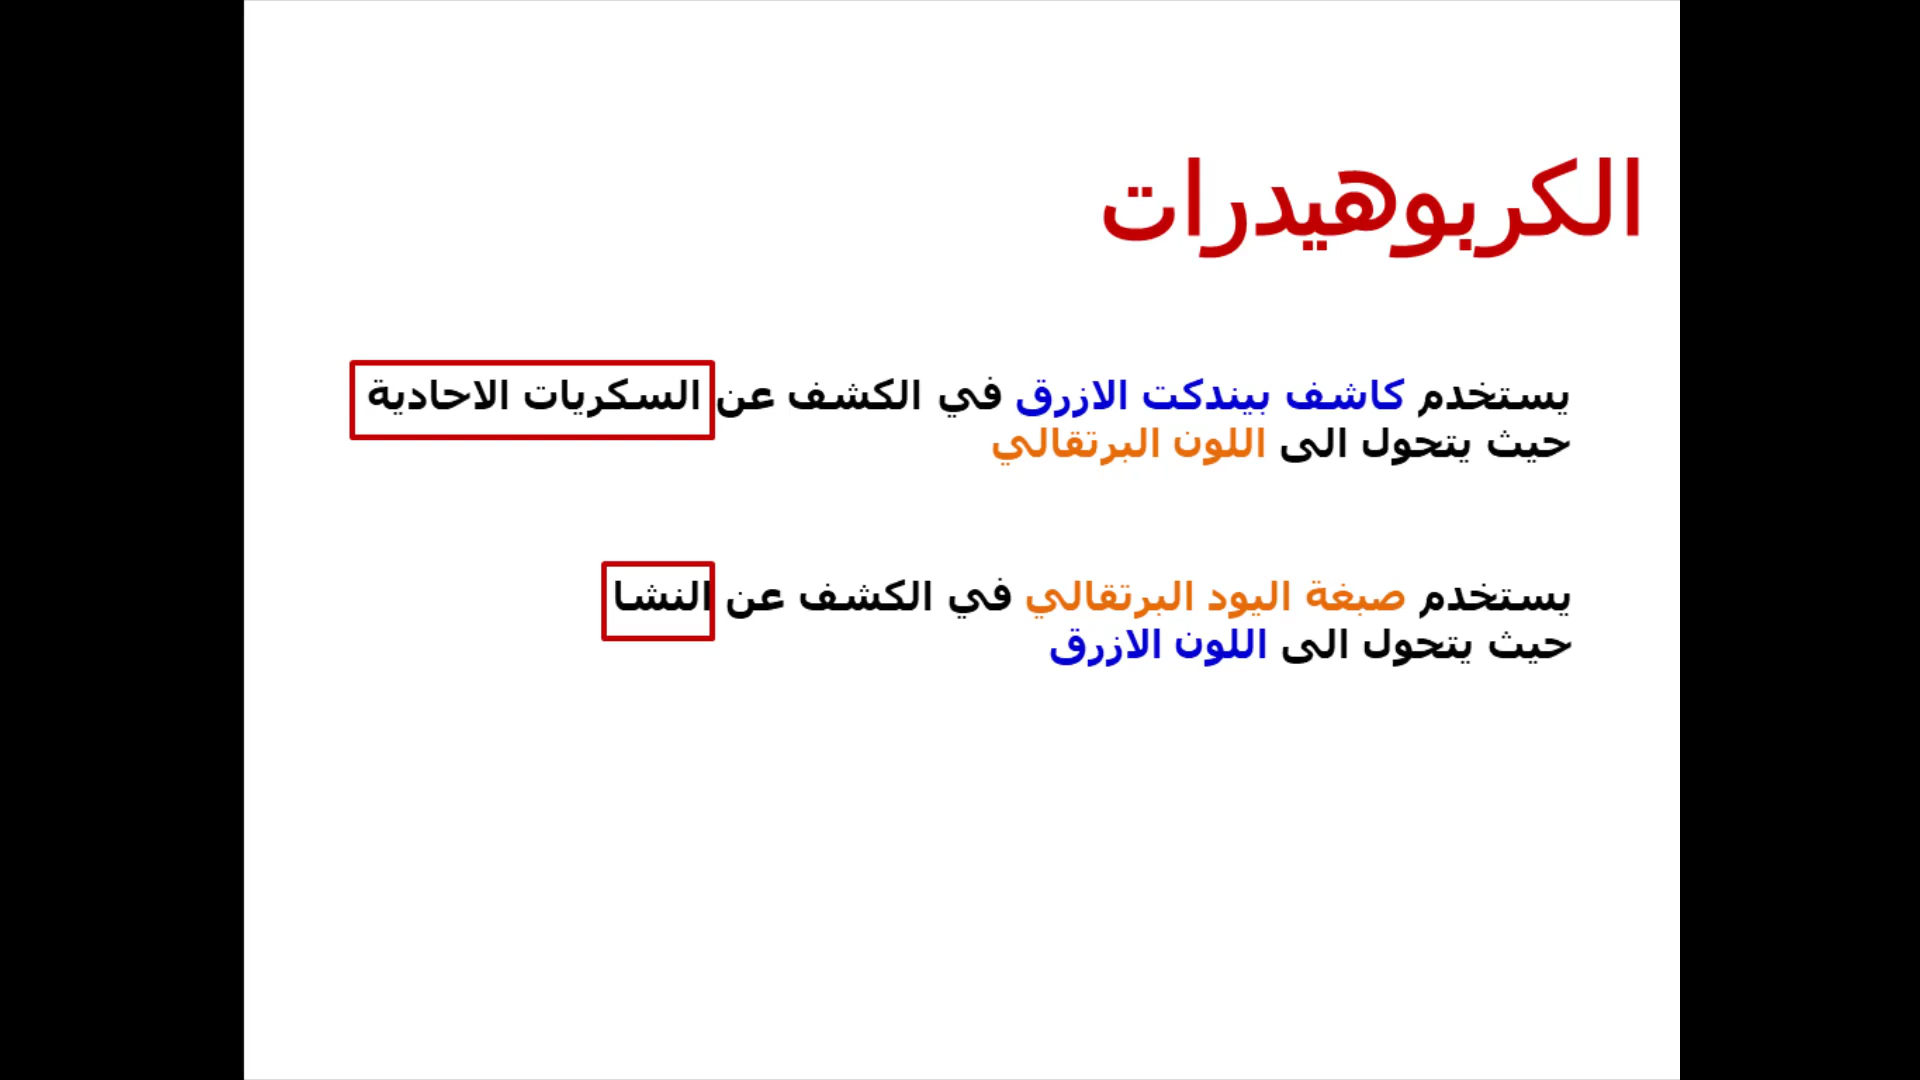 الكربوهيدرات
يستخدم كاشف بيندكت الازرق في الكشف عن السكريات الاحادية
حيث يتحول الى اللون البرتقالي
يستخدم صبغة اليود البرتقالي في الكشف عن النشا
حيث يتحول الى اللون الازرق